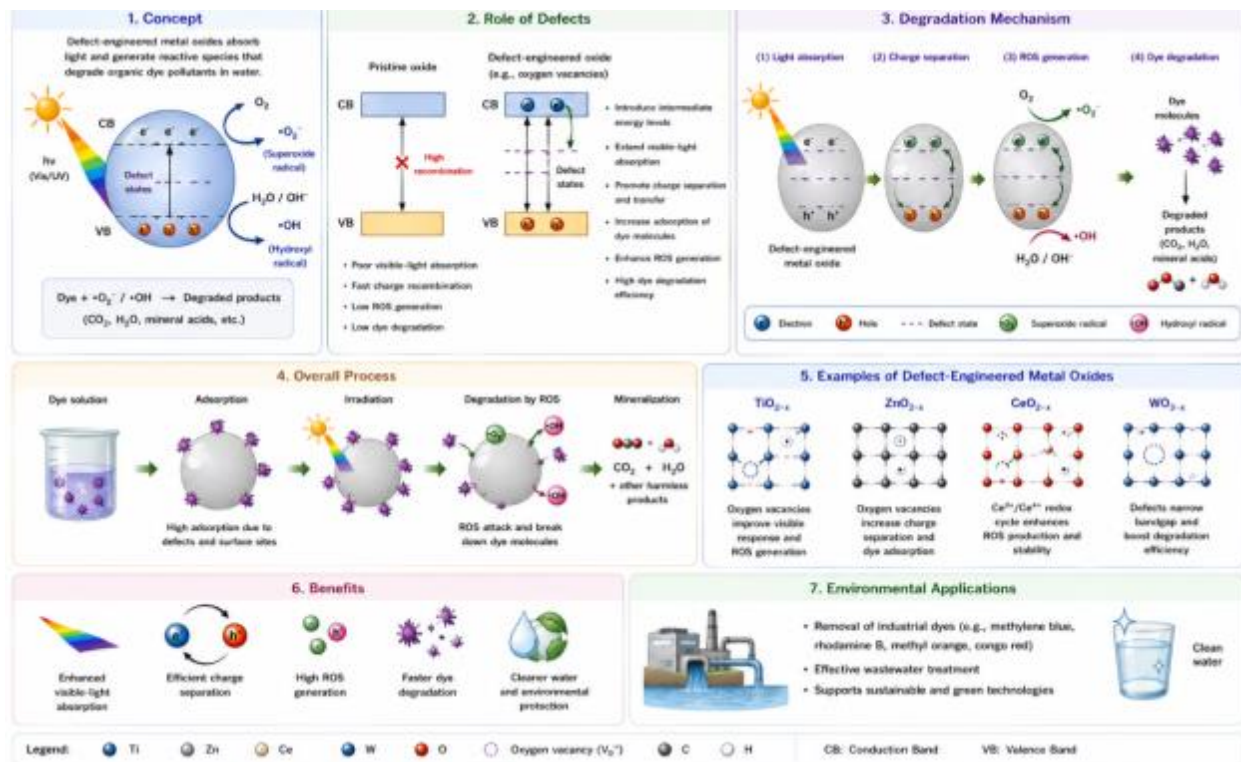 1. Concept
Defect-engineered metal oxides absorb
light and generate reactive species that
degrade organic dye pollutants in water.
CB
e⁻ e⁻ e⁻
hν
(Vis/UV)
Defect
states
VB
O₂
•O₂⁻
(Superoxide
radical)
H₂O / OH⁻
•OH
(Hydroxyl
radical)
Dye + •O₂⁻ / •OH → Degraded products
(CO₂, H₂O, mineral acids, etc.)
2. Role of Defects
Pristine oxide
CB
High
recombination
VB
• Poor visible-light absorption
• Fast charge recombination
• Low ROS generation
• Low dye degradation
Defect-engineered oxide
(e.g., oxygen vacancies)
CB
Defect
states
VB
• Introduce intermediate
energy levels
• Extend visible-light
absorption
• Promote charge separation
and transfer
• Increase adsorption of
dye molecules
• Enhance ROS generation
• High dye degradation
efficiency
3. Degradation Mechanism
(1) Light absorption
(2) Charge separation
(3) ROS generation
(4) Dye degradation
e⁻ e⁻
h⁺ h⁺
Defect-engineered
metal oxide
O₂
•O₂⁻
•OH
H₂O / OH⁻
Dye
molecules
Degraded
products
(CO₂, H₂O,
mineral acids)
+
e Electron
h Hole
Defect state
Superoxide radical
•OH Hydroxyl radical
4. Overall Process
Dye solution
Adsorption
High adsorption due to
defects and surface sites
Irradiation
Degradation by ROS
•OH
•OH
ROS attack and break
down dye molecules
Mineralization
+
CO₂ + H₂O
+ other harmless
products
5. Examples of Defect-Engineered Metal Oxides
TiO₂₋ₓ
Oxygen vacancies
improve visible
response and
ROS generation
ZnO₂₋ₓ
Oxygen vacancies
increase charge
separation and
dye adsorption
CeO₂₋ₓ
Ce³⁺/Ce⁴⁺ redox
cycle enhances
ROS production and
stability
WO₂₋ₓ
Defects narrow
bandgap and
boost degradation
efficiency
6. Benefits
Enhanced
visible-light
absorption
e
h⁺
Efficient charge
separation
h
High ROS
generation
Faster dye
degradation
Cleaner water
and environmental
protection
7. Environmental Applications
• Removal of industrial dyes (e.g., methylene blue,
rhodamine B, methyl orange, congo red)
• Effective wastewater treatment
• Supports sustainable and green technologies
Clean
water
Legend:
Ti
Zn
Ce
W
O
Oxygen vacancy
C
H
CB: Conduction Band
VB: Valence Band